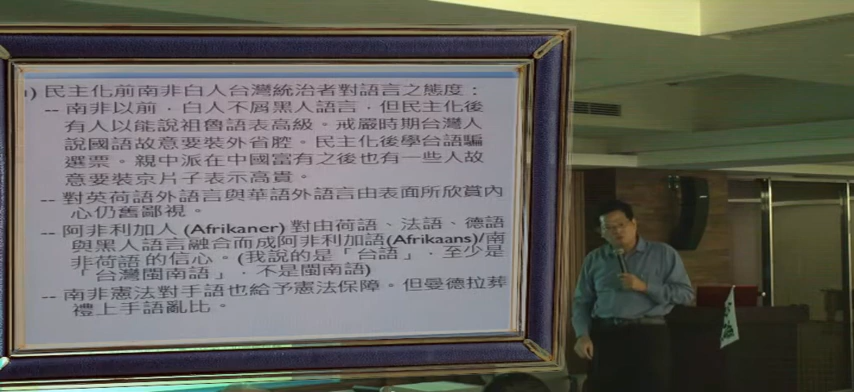 ) 民主化前南非白人台灣統治者對語言之態度：
-- 南非以前，白人不屑黑人語言，但民主化後
有人以能說祖魯語表高級。戒嚴時期台灣人
說國語故意要裝外省腔。民主化後學台語騙
選票。親中派在中國富有之後也有一些人故
意要裝京片子表示高貴。
-- 對英荷語外語言與華語外語言由表面所欣賞內
心仍舊鄙視。
-- 阿非利加人 (Afrikaner) 對由荷語、法語、德語
與黑人語言融合而成阿非利加語(Afrikaans)/南
非荷語 的信心。(我說的是「台語」，至少是
「台灣閩南語」，不是閩南語)
-- 南非憲法對手語也給予憲法保障。但曼德拉葬
禮上手語亂比。